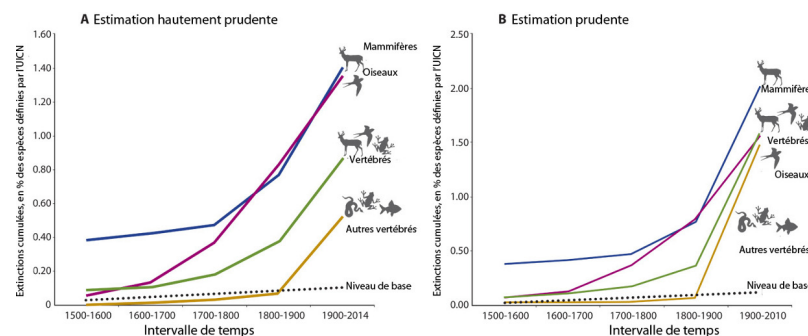 A Estimation hautement prudente
Extinctions cumulées, en % des espèces définies par l'UICN
1.60
1.40
1.20
1.00
0.80
0.60
0.40
0.20
0.00
Mammifères
Oiseaux
Vertébrés
Autres vertébrés
Niveau de base
1500-1600
1600-1700
1700-1800
1800-1900
1900-2014
Intervalle de temps
B Estimation prudente
Extinctions cumulées, en % des espèces définies par l'UICN
2.00
1.50
1.00
0.50
0.00
Mammifère
Vertébrés
Oiseaux
Autres vertébrés
Niveau de base
1500-1600
1600-1700
1700-1800
1800-1900
1900-2010
Intervalle de temps